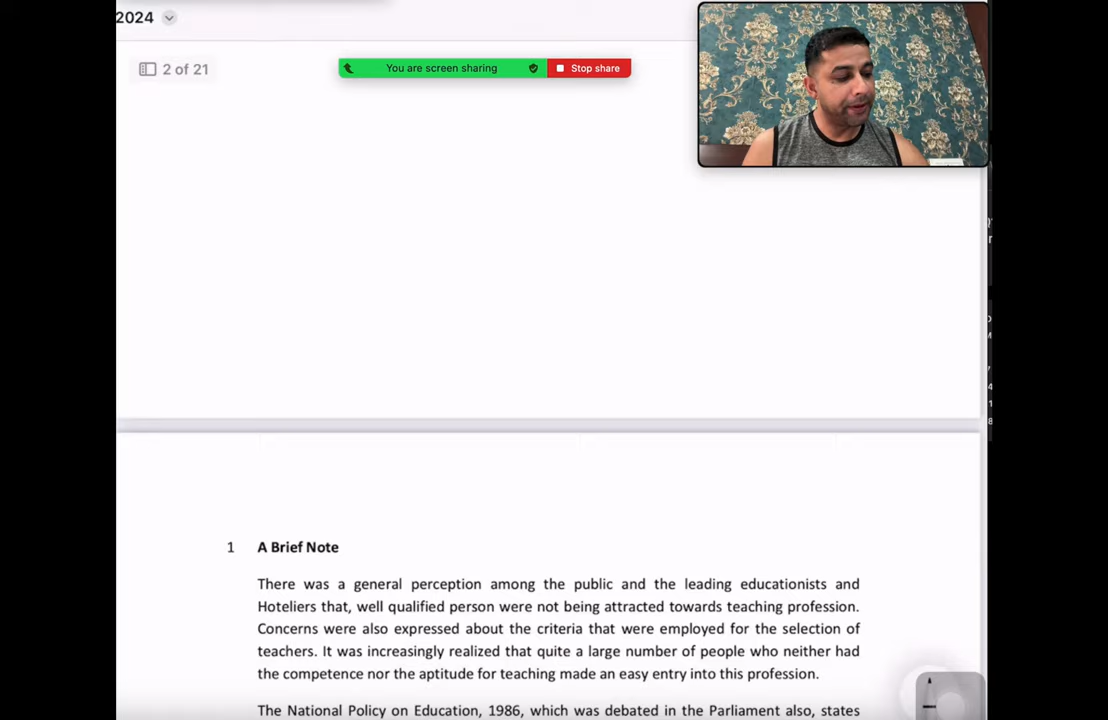 2024
2 of 21
You are screen sharing
Stop share
1 A Brief Note
There was a general perception among the public and the leading educationists and
Hoteliers that, well qualified person were not being attracted towards teaching profession.
Concerns were also expressed about the criteria that were employed for the selection of
teachers. It was increasingly realized that quite a large number of people who neither had
the competence nor the aptitude for teaching made an easy entry into this profession.
The National Policy on Education, 1986, which was debated in the Parliament also, states